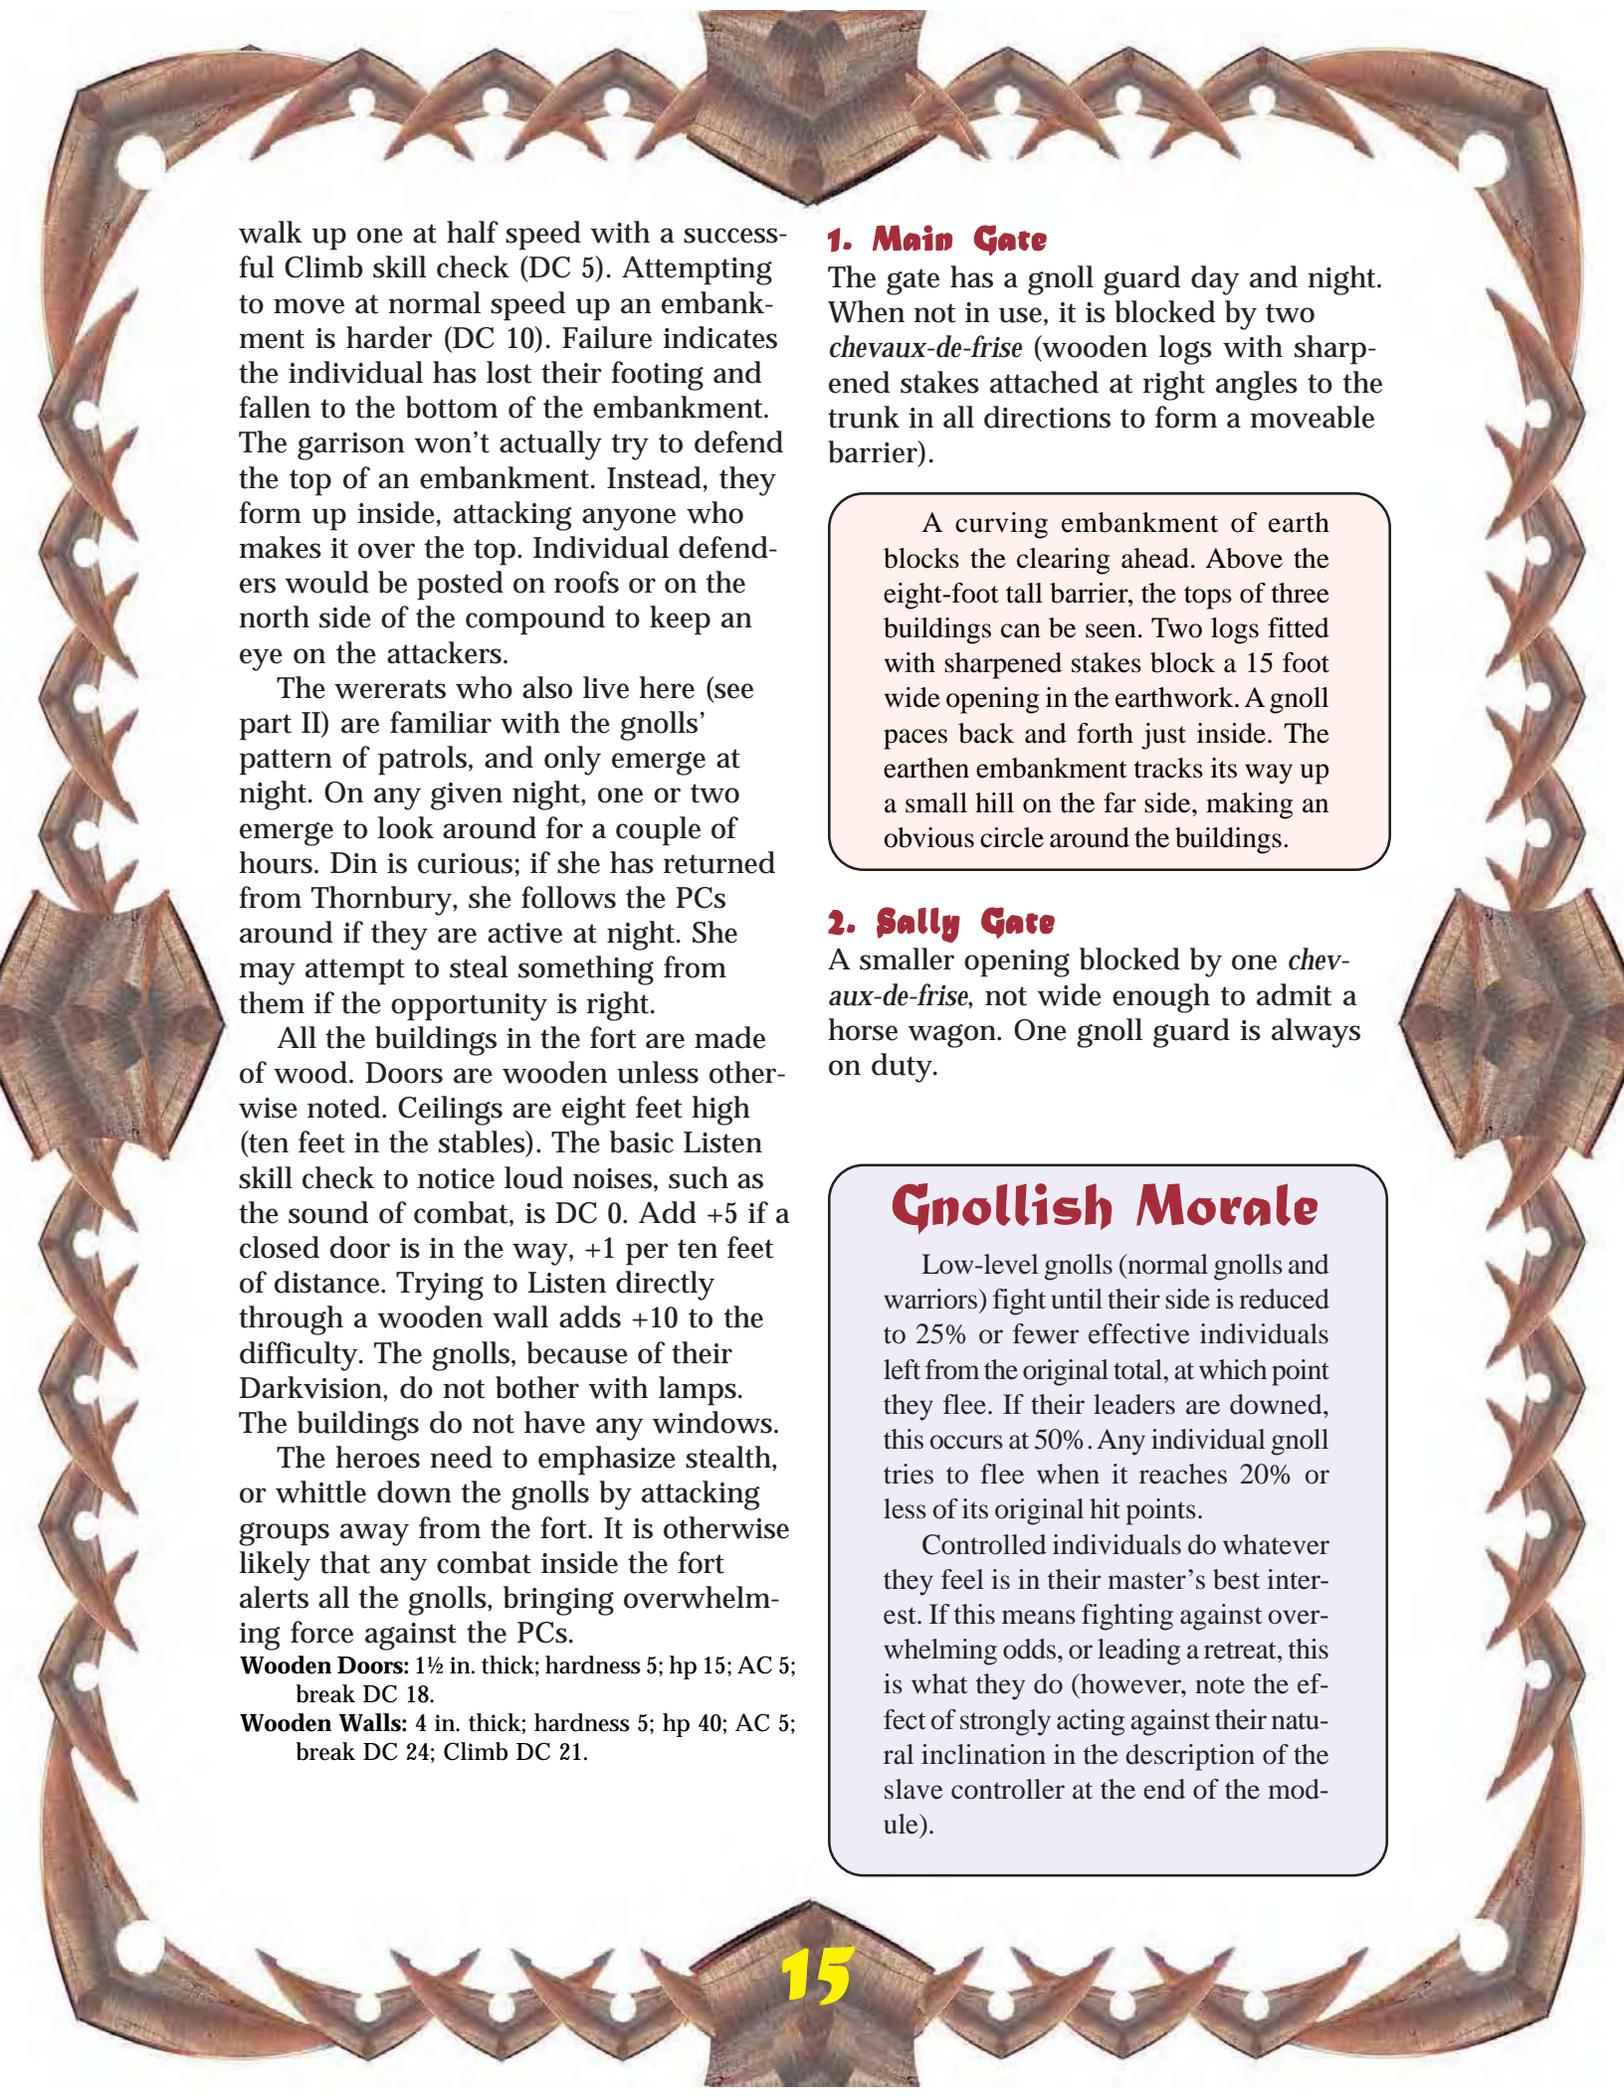 walk up one at half speed with a success-
ful Climb skill check (DC 5). Attempting
to move at normal speed up an embank-
ment is harder (DC 10). Failure indicates
the individual has lost their footing and
fallen to the bottom of the embankment.
The garrison won't actually try to defend
the top of an embankment. Instead, they
form up inside, attacking anyone who
makes it over the top. Individual defend-
ers would be posted on roofs or on the
north side of the compound to keep an
eye on the attackers.
The wererats who also live here (see
part II) are familiar with the gnolls'
pattern of patrols, and only emerge at
night. On any given night, one or two
emerge to look around for a couple of
hours. Din is curious; if she has returned
from Thornbury, she follows the PCs
around if they are active at night. She
may attempt to steal something from
them if the opportunity is right.
All the buildings in the fort are made
of wood. Doors are wooden unless other-
wise noted. Ceilings are eight feet high
(ten feet in the stables). The basic Listen
skill check to notice loud noises, such as
the sound of combat, is DC 0. Add +5 if a
closed door is in the way, +1 per ten feet
of distance. Trying to Listen directly
through a wooden wall adds +10 to the
difficulty. The gnolls, because of their
Darkvision, do not bother with lamps.
The buildings do not have any windows.
The heroes need to emphasize stealth,
or whittle down the gnolls by attacking
groups away from the fort. It is otherwise
likely that any combat inside the fort
alerts all the gnolls, bringing overwhelm-
ing force against the PCs.
Wooden Doors: 1½ in. thick; hardness 5; hp 15; AC 5;
break DC 18.
Wooden Walls: 4 in. thick; hardness 5; hp 40; AC 5;
break DC 24; Climb DC 21.
1. Main Gate
The gate has a gnoll guard day and night.
When not in use, it is blocked by two
chevaux-de-frise (wooden logs with sharp-
ened stakes attached at right angles to the
trunk in all directions to form a moveable
barrier).
A curving embankment of earth
blocks the clearing ahead. Above the
eight-foot tall barrier, the tops of three
buildings can be seen. Two logs fitted
with sharpened stakes block a 15 foot
wide opening in the earthwork. A gnoll
paces back and forth just inside. The
earthen embankment tracks its way up
a small hill on the far side, making an
obvious circle around the buildings.
2. Sally Gate
A smaller opening blocked by one chev-
aux-de-frise, not wide enough to admit a
horse wagon. One gnoll guard is always
on duty.
Gnollish Morale
Low-level gnolls (normal gnolls and
warriors) fight until their side is reduced
to 25% or fewer effective individuals
left from the original total, at which point
they flee. If their leaders are downed,
this occurs at 50%. Any individual gnoll
tries to flee when it reaches 20% or
less of its original hit points.
Controlled individuals do whatever
they feel is in their master's best inter-
est. If this means fighting against over-
whelming odds, or leading a retreat, this
is what they do (however, note the ef-
fect of strongly acting against their natu-
ral inclination in the description of the
slave controller at the end of the mod-
ule).
15